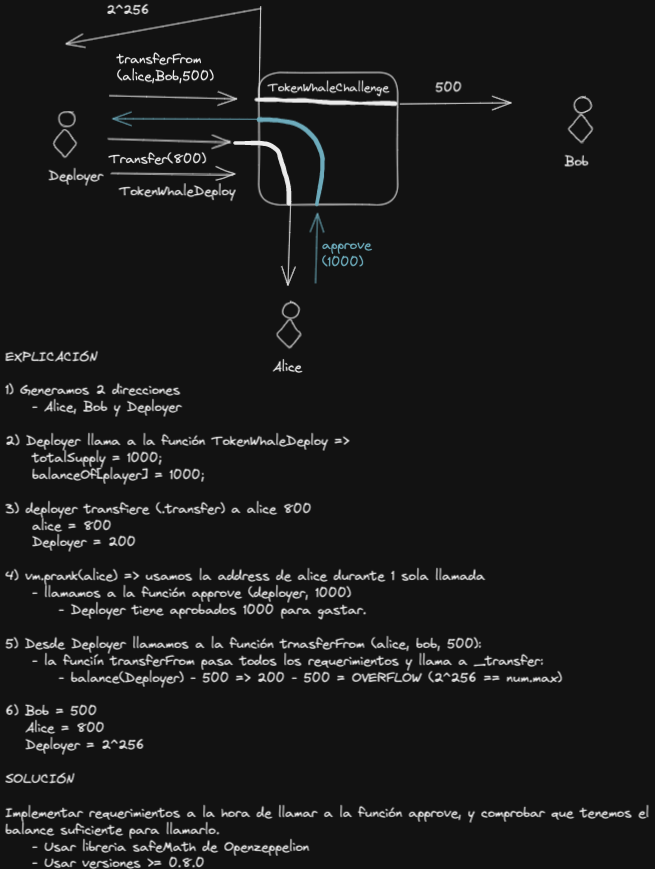 2^256
transferFrom
(alice,Bob,500)
TokenWhaleChallenge
500
Transfer(800)
Deployer
TokenWhaleDeploy
Bob
approve
(1000)
Alice
EXPLICACIÓN
1) Generamos 2 direcciones
- Alice, Bob y Deployer
2) Deployer llama a la función TokenWhaleDeploy =>
totalSupply = 1000;
balanceOf[player] = 1000;
3) deployer transfiere (.transfer) a alice 800
alice = 800
Deployer = 200
4) vm.prank(alice) => usamos la address de alice durante 1 sola llamada
- llamamos a la función approve (deployer, 1000)
- Deployer tiene aprobados 1000 para gastar.
5) Desde Deployer llamamos a la función trnasferFrom (alice, bob, 500):
- la funciín transferFrom pasa todos los requerimientos y llama a _transfer:
- balance(Deployer) - 500 => 200 - 500 = OVERFLOW (2^256 == num.max)
6) Bob = 500
Alice = 800
Deployer = 2^256
SOLUCIÓN
Implementar requerimientos a la hora de llamar a la función approve, y comprobar que tenemos el
balance suficiente para llamarlo.
- Usar libreria safeMath de Openzeppelion
- Usar versiones >= 0.8.0